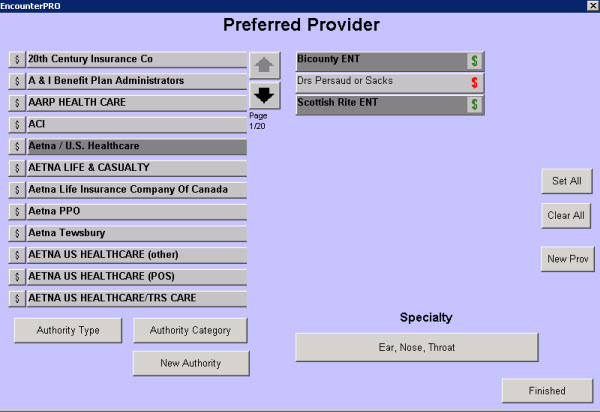 EncounterPRO
Preferred Provider
$ 20th Century Insurance Co
$ A & I Benefit Plan Administrators
$ AARP HEALTH CARE
$ ACI
$ Aetna / U.S. Healthcare
$ AETNA LIFE & CASUALTY
$ Aetna Life Insurance Company Of Canada
$ Aetna PPO
$ Aetna Tewsbury
$ AETNA US HEALTHCARE (other)
$ AETNA US HEALTHCARE (POS)
$ AETNA US HEALTHCARE/TRS CARE
Page
1/20
Bicounty ENT $
Drs Persaud or Sacks $
Scottish Rite ENT $
Set All
Clear All
New Prov
Authority Type
Authority Category
New Authority
Specialty
Ear, Nose, Throat
Finished